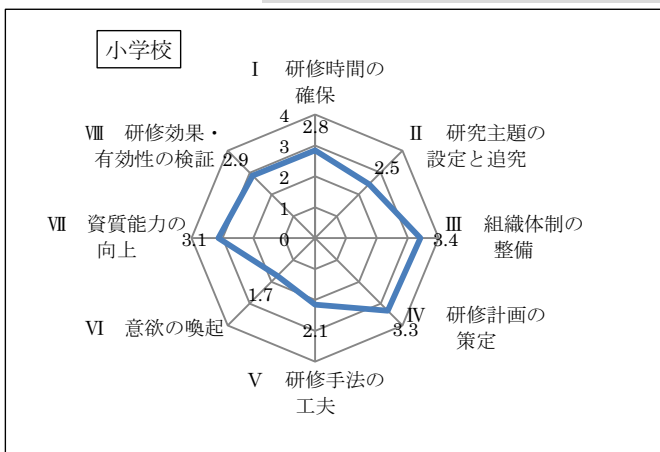 小学校
Ⅰ 研修時間の
確保
4
2.8
Ⅷ 研修効果・
有効性の検証
2.9
3
Ⅱ 研究主題の
設定と追究
2.5
2
1
0
Ⅶ 資質能力の
向上
3.1
Ⅲ 組織体制の
整備
3.4
Ⅵ 意欲の喚起
1.7
Ⅳ 研修計画の
策定
3.3
2.1
Ⅴ 研修手法の
工夫